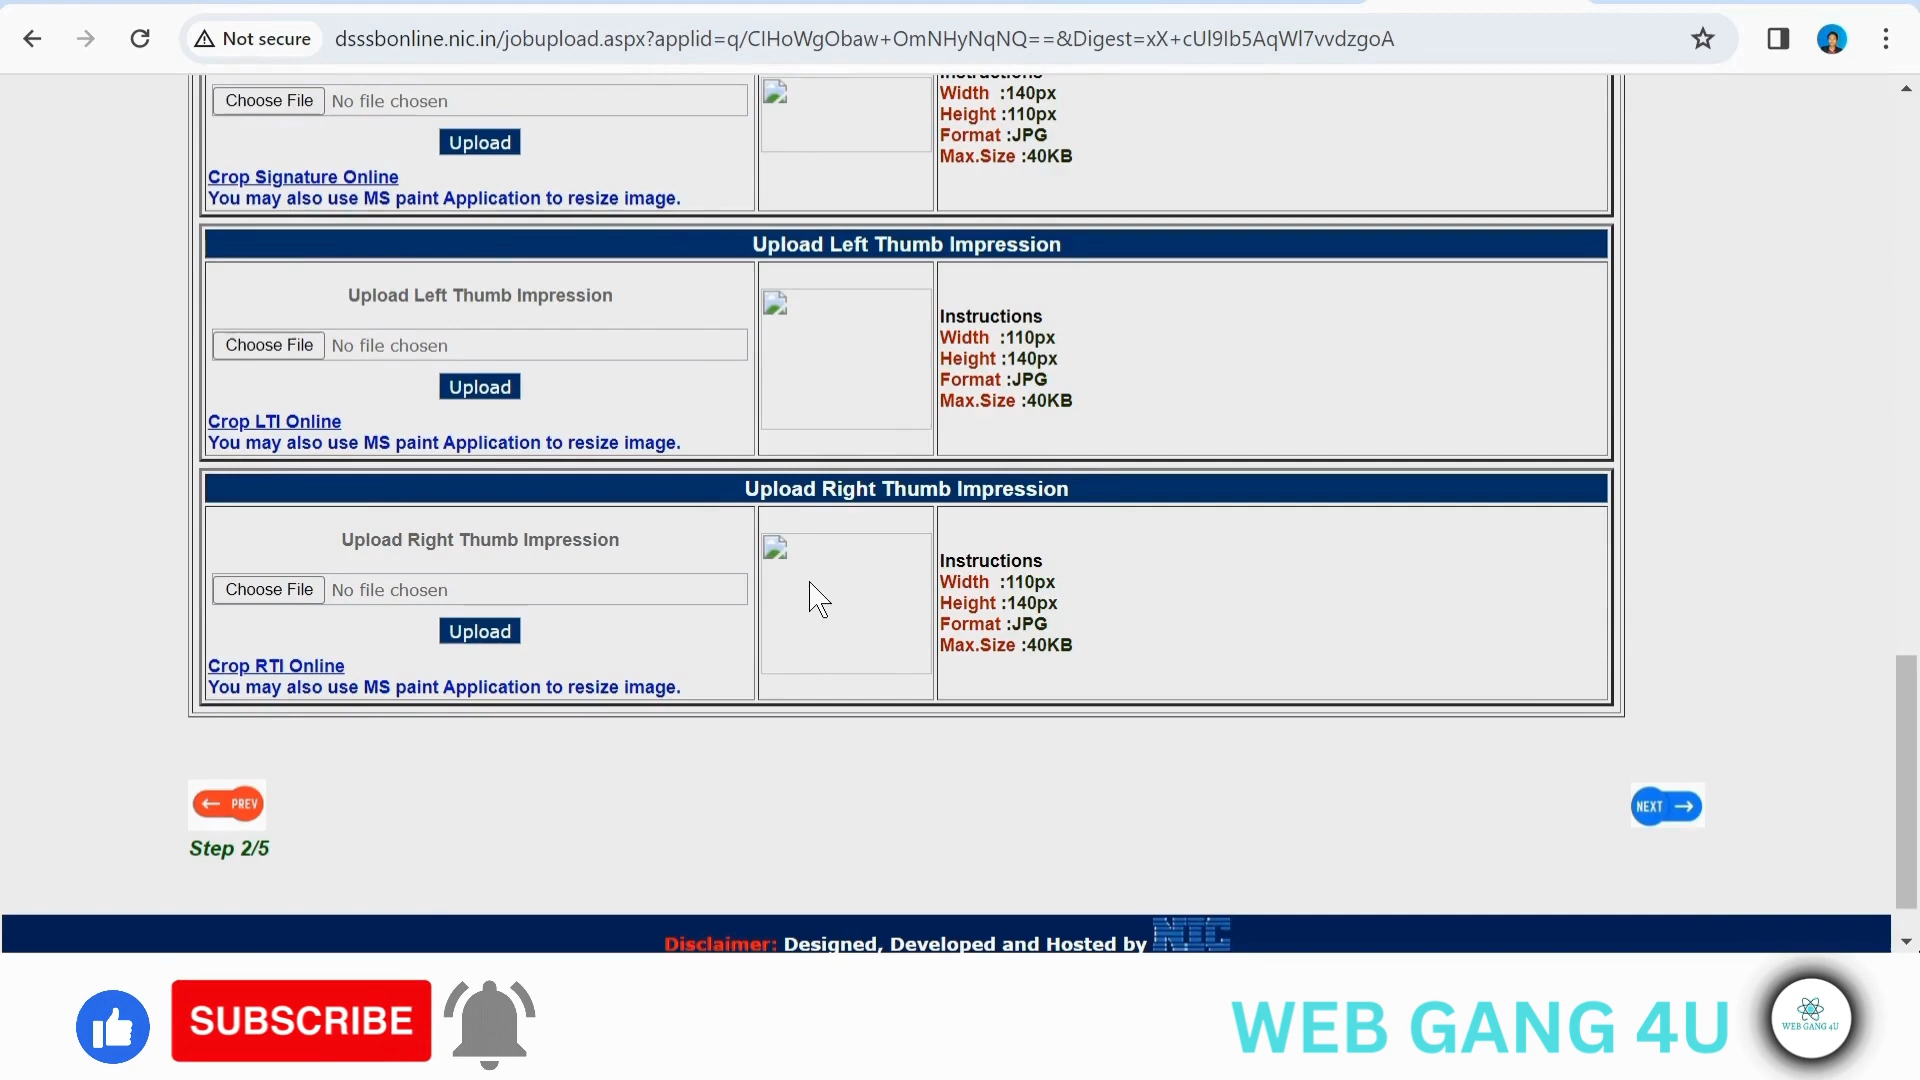 Not secure
dsssbonline.nic.in/jobupload.aspx?applid=q/CIHoWgObaw+OmNHyNqNQ==&Digest=xX+cUl9Ib5AqWl7vvdzgoA
Choose File No file chosen
Upload
Crop Signature Online
You may also use MS paint Application to resize image.
Instructions
Width :140px
Height :110px
Format :JPG
Max.Size :40KB
Upload Left Thumb Impression
Upload Left Thumb Impression
Choose File No file chosen
Upload
Crop LTI Online
You may also use MS paint Application to resize image.
Instructions
Width :110px
Height :140px
Format :JPG
Max.Size :40KB
Upload Right Thumb Impression
Upload Right Thumb Impression
Choose File No file chosen
Upload
Crop RTI Online
You may also use MS paint Application to resize image.
Instructions
Width :110px
Height :140px
Format :JPG
Max.Size :40KB
← PREV
NEXT →
Step 2/5
Disclaimer: Designed, Developed and Hosted by NIC
SUBSCRIBE
WEB GANG 4U
WEB GANG 4U